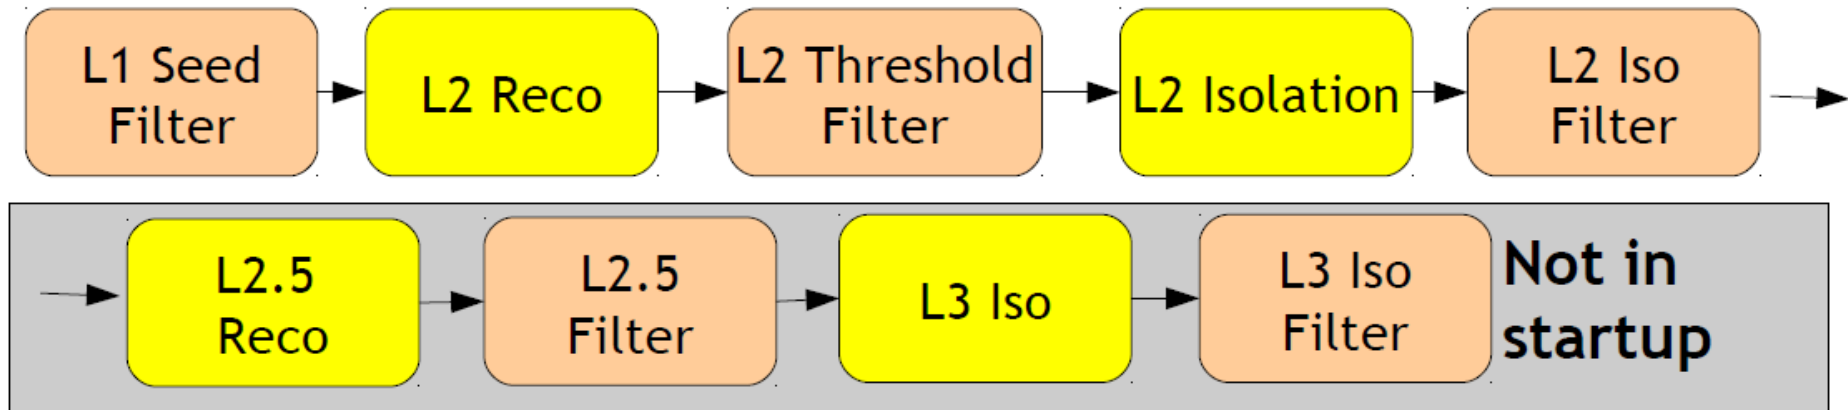 L1 Seed
Filter
L2 Reco
L2 Threshold
Filter
L2 Isolation
L2 Iso
Filter
L2.5
Reco
L2.5
Filter
L3 Iso
L3 Iso
Filter
Not in
startup